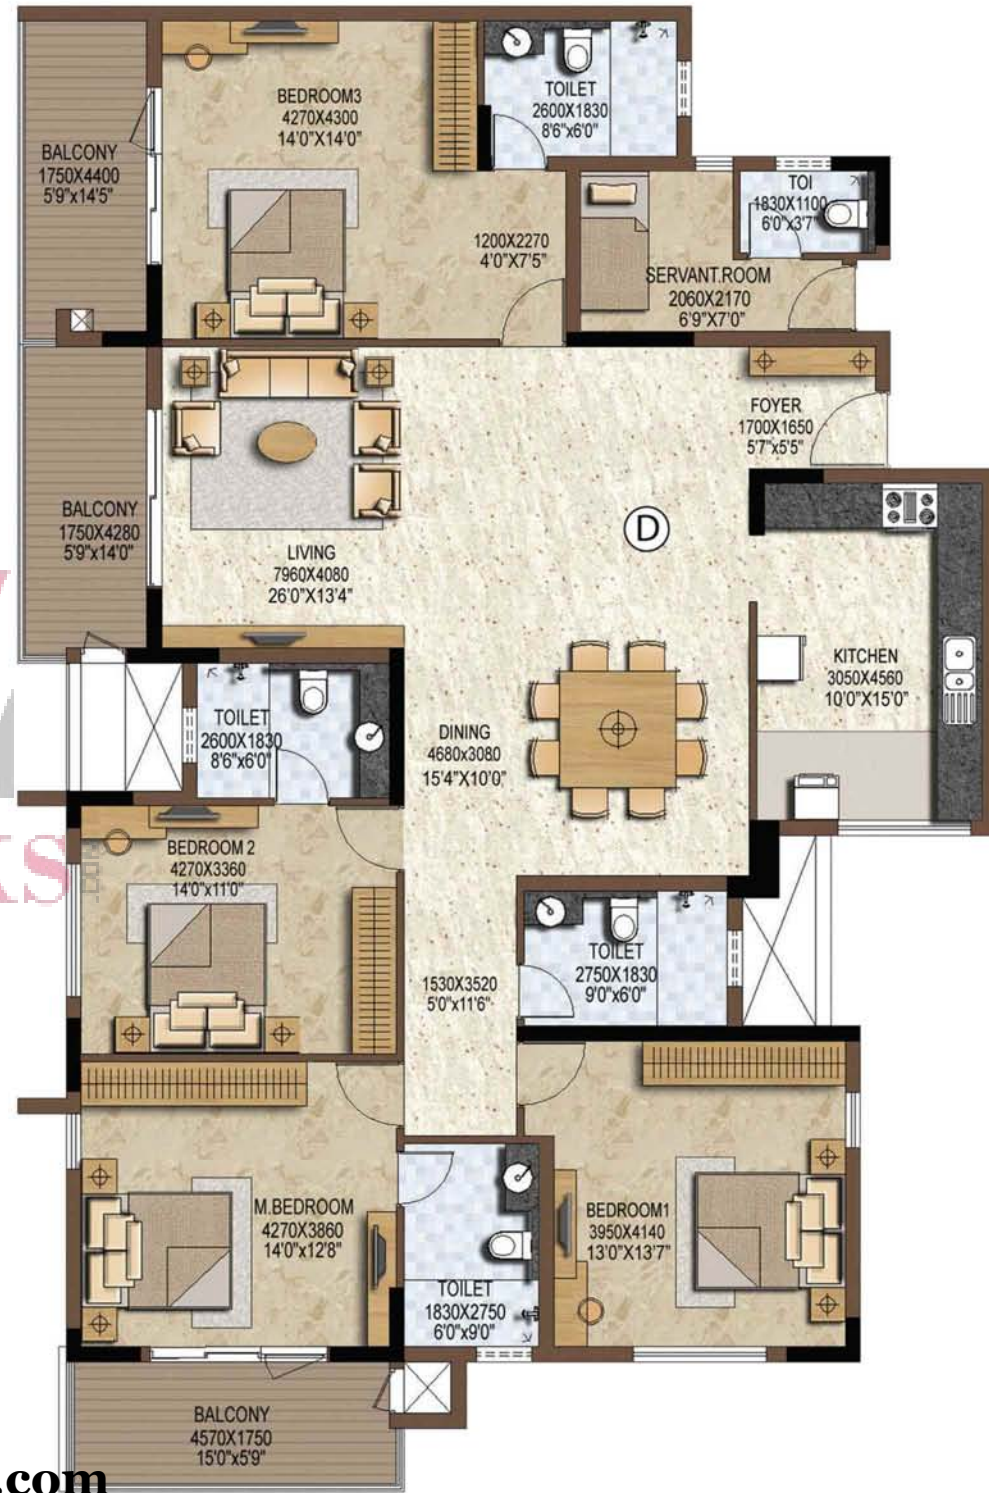 BEDROOM3
4270X4300
14'0"X14'0"
TOILET
2600X1830
8'6"x6'0"
BALCONY
1750X4400
5'9"x14'5"
TOI
1830X1100
6'0"x3'7"
1200X2270
4'0"X7'5"
SERVANT.ROOM
2060X2170
6'9"X7'0"
FOYER
1700X1650
5'7"x5'5"
BALCONY
1750X4280
5'9"x14'0"
D
LIVING
7960X4080
26'0"X13'4"
KITCHEN
3050X4560
10'0"X15'0"
TOILET
2600X1830
8'6"x6'0"
DINING
4680x3080
15'4"X10'0"
BEDROOM 2
4270X3360
14'0"x11'0"
TOILET
2750X1830
9'0"x6'0"
1530X3520
5'0"x11'6"
M.BEDROOM
4270X3860
14'0"x12'8"
BEDROOM1
3950X4140
13'0"X13'7"
TOILET
1830X2750
6'0"x9'0"
BALCONY
4570X1750
15'0"x5'9"
.com